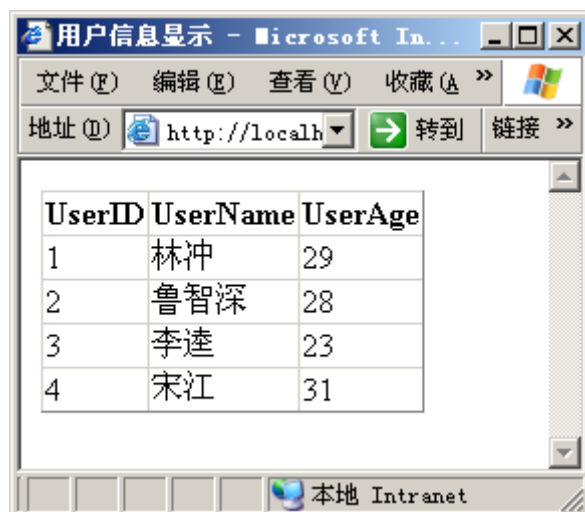 用户信息显示 - Microsoft In...
文件(F) 编辑(E) 查看(V) 收藏(A »
地址(D) http://localh 转到 链接 »
UserID UserName UserAge
1 林冲 29
2 鲁智深 28
3 李逵 23
4 宋江 31
本地 Intranet